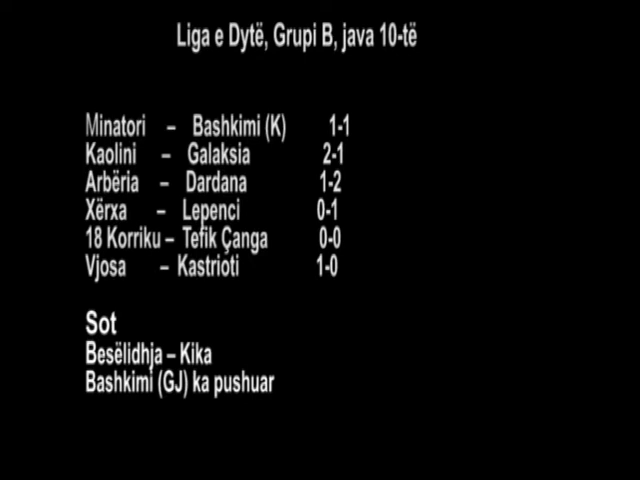 Liga e Dytë, Grupi B, java 10-të
Minatori – Bashkimi (K) 1-1
Kaolini – Galaksia 2-1
Arbëria – Dardana 1-2
Xërxa – Lepenci 0-1
18 Korriku – Tefik Çanga 0-0
Vjosa – Kastrioti 1-0
Sot
Besëlidhja – Kika
Bashkimi (GJ) ka pushuar